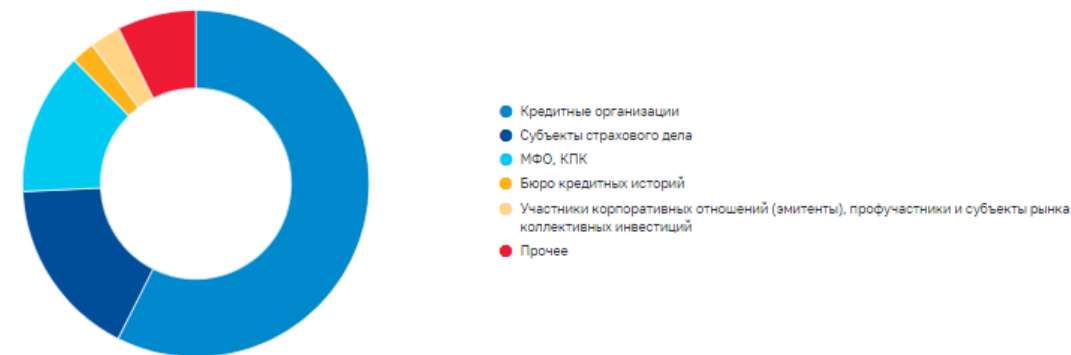 Кредитные организации
Субъекты страхового дела
МФО, КПК
Бюро кредитных историй
Участники корпоративных отношений (эмитенты), профучастники и субъекты рынка
коллективных инвестиций
Прочее